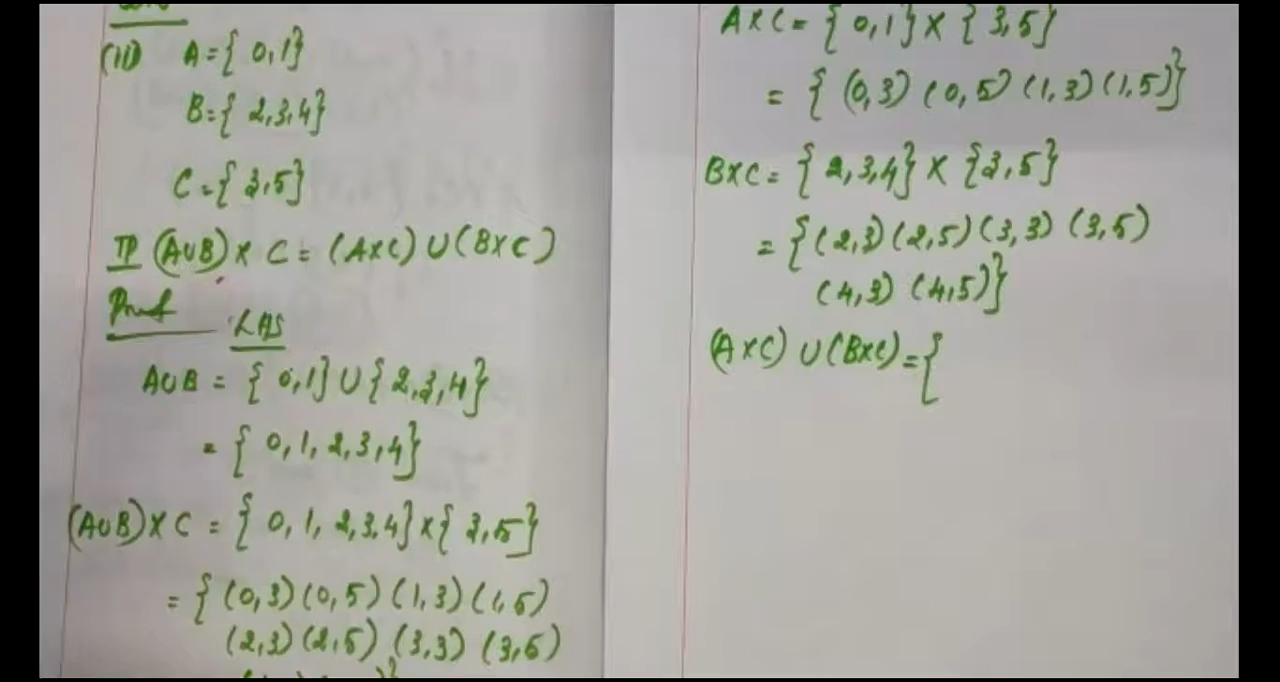 (ii) A={ 0,1}
B={ 2,3,4}
C={ 3,5}
TP (A∪B) × C = (A×C) ∪ (B×C)
Proof LHS
A∪B = { 0,1} ∪ { 2,3,4}
= { 0,1,2,3,4}
(A∪B) × C = { 0, 1, 2,3,4} × { 3,5}
= { (0,3) (0,5) (1,3) (1,5)
(2,3) (2,5) (3,3) (3,5)
A×C = { 0,1} × { 3,5}
= { (0,3) (0,5) (1,3) (1,5)}
B×C = { 2,3,4} × {3,5}
= { (2,3) (2,5) (3,3) (3,5)
(4,3) (4,5)}
(A×C) ∪ (B×C) = {